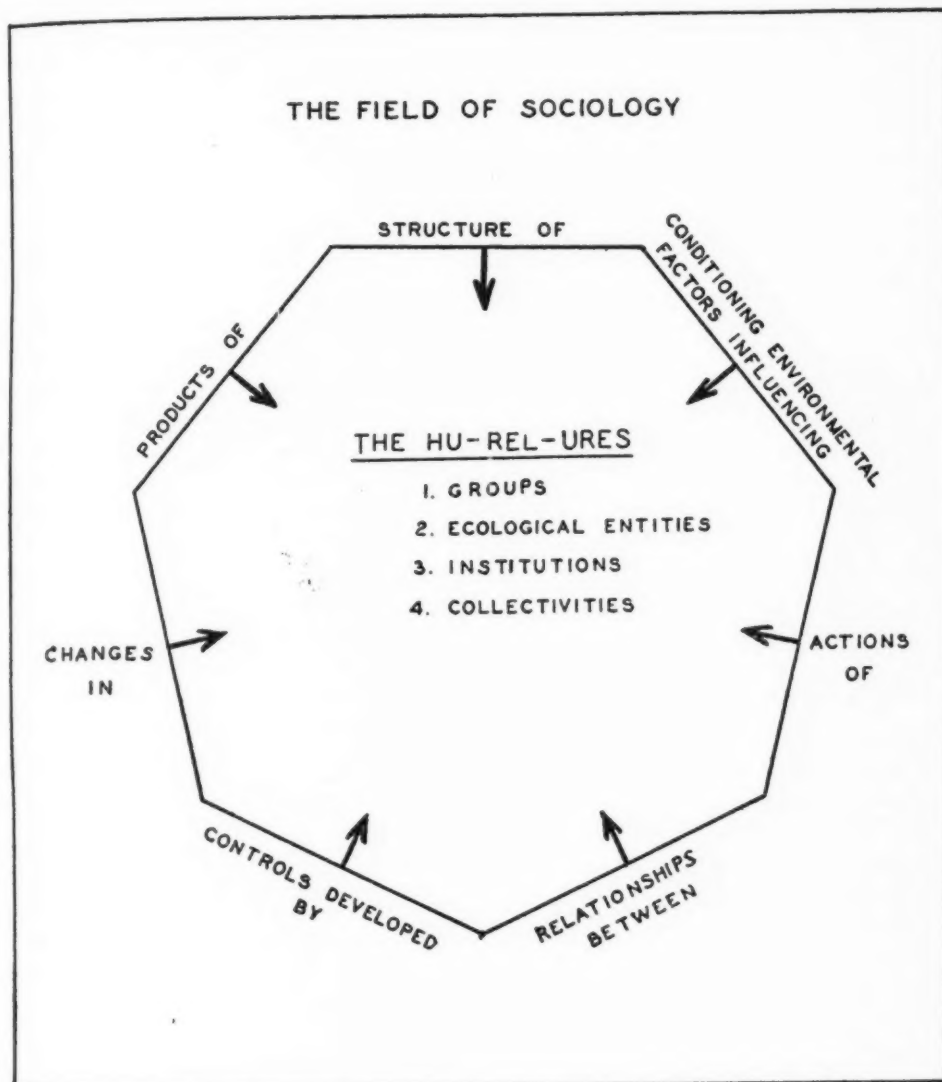 THE FIELD OF SOCIOLOGY
STRUCTURE OF
CONDITIONING ENVIRONMENTAL
FACTORS INFLUENCING
PRODUCTS OF
THE HU-REL-URES
1. GROUPS
2. ECOLOGICAL ENTITIES
3. INSTITUTIONS
4. COLLECTIVITIES
CHANGES
IN
ACTIONS
OF
CONTROLS DEVELOPED
BY
RELATIONSHIPS
BETWEEN